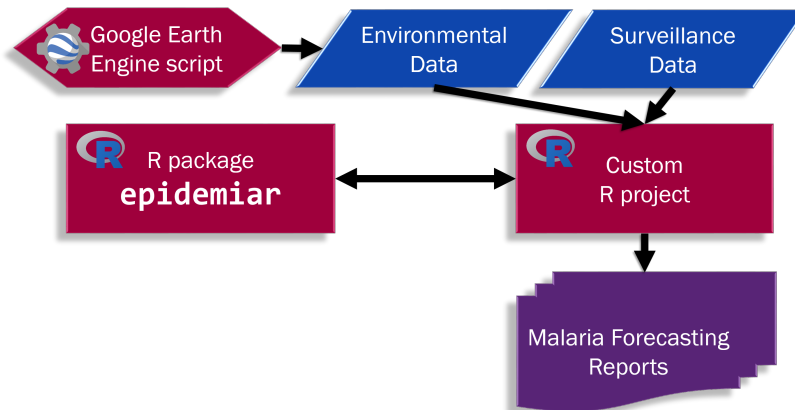 Google Earth
Engine script
Environmental
Data
Surveillance
Data
R
R package
epidemiar
R
Custom
R project
Malaria Forecasting
Reports